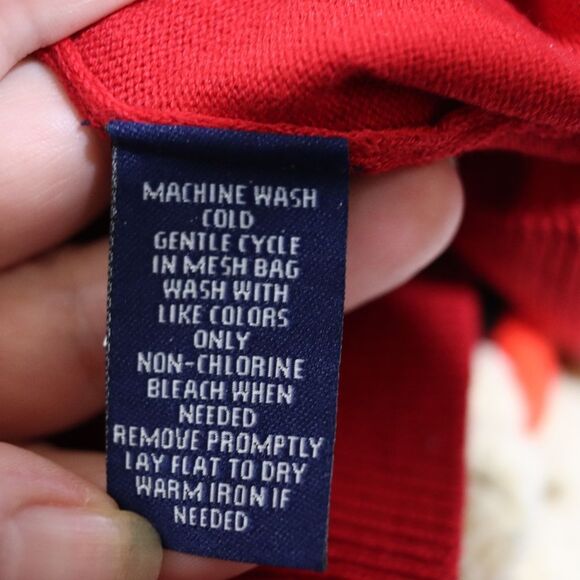 MACHINE WASH
COLD
GENTLE CYCLE
IN MESH BAG
WASH WITH
LIKE COLORS
ONLY
NON-CHLORINE
BLEACH WHEN
NEEDED
REMOVE PROMPTLY
LAY FLAT TO DRY
WARM IRON IF
NEEDED